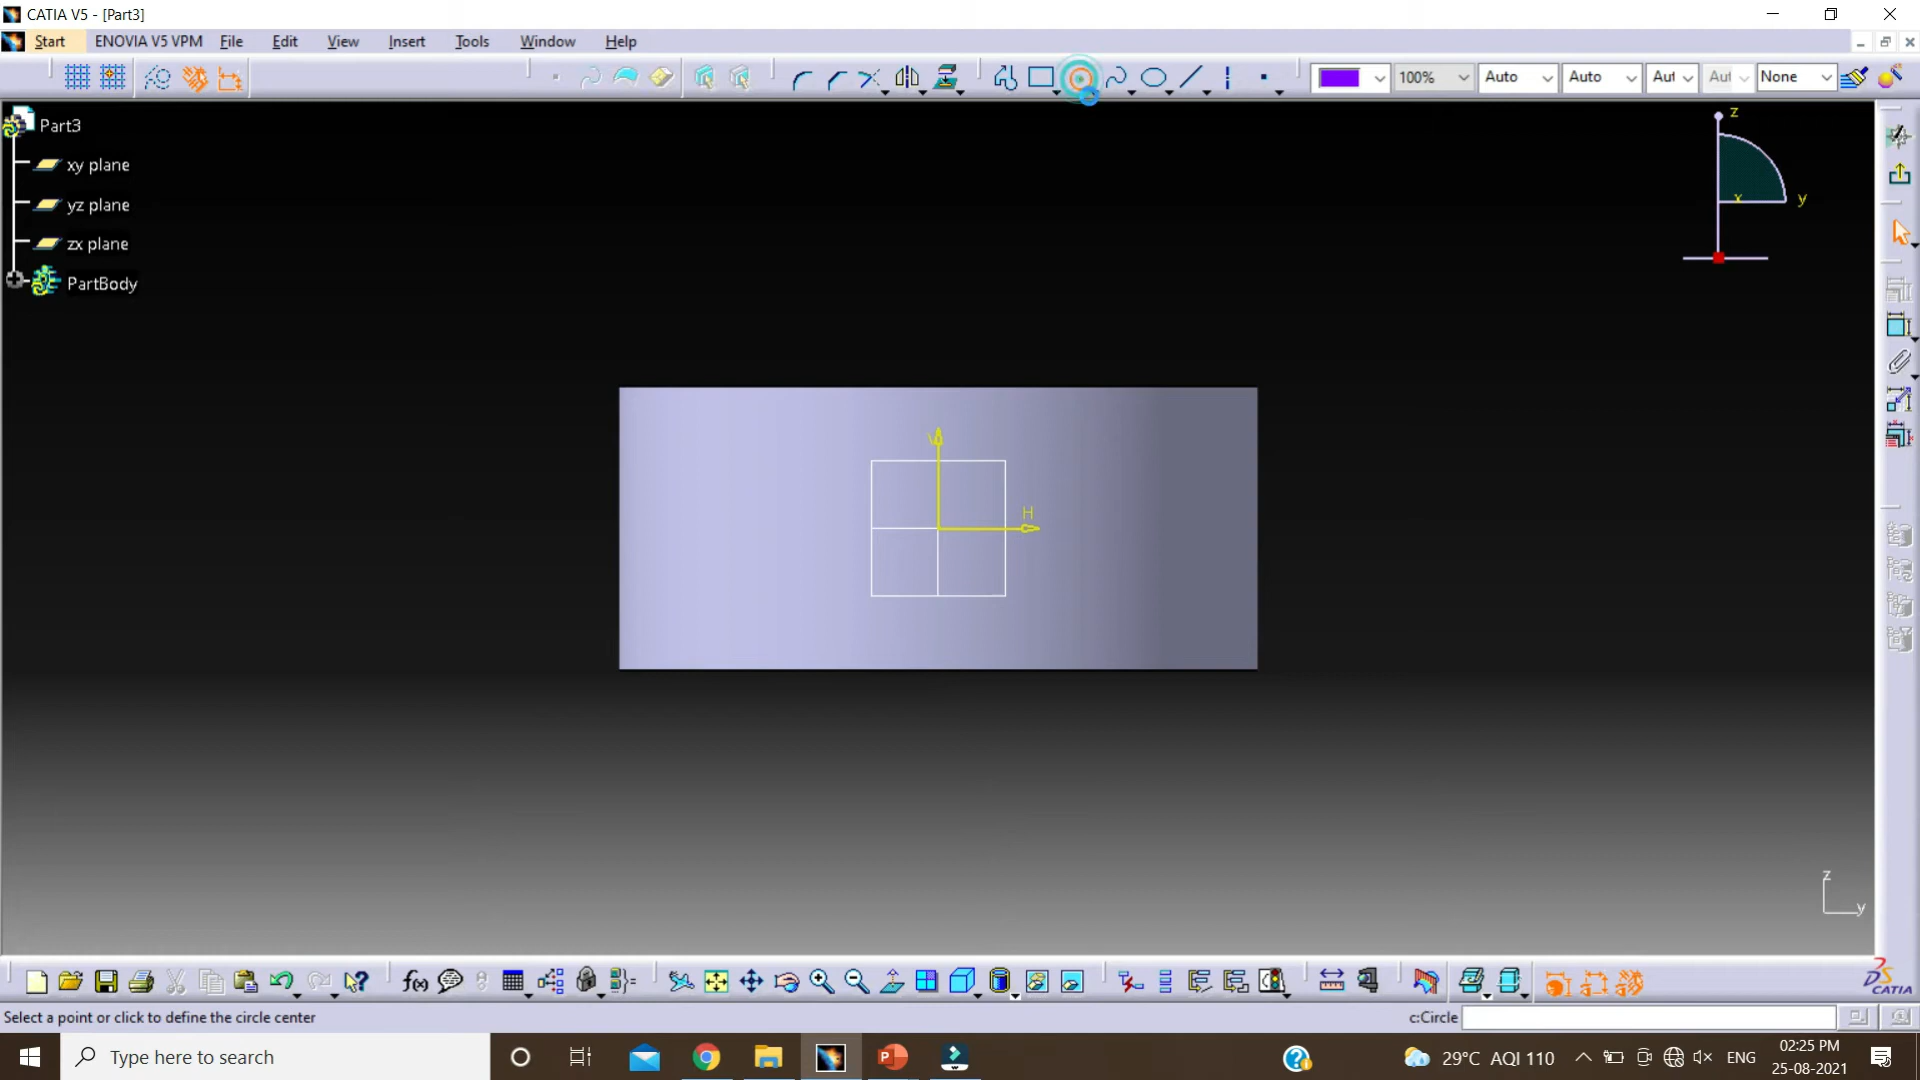 CATIA V5 - [Part3]
Start ENOVIA V5 VPM File Edit View Insert Tools Window Help
100% Auto Auto Aut Aut None
Part3
xy plane
yz plane
zx plane
PartBody
z
x
y
V
H
z
y
f(x)
CATIA
Select a point or click to define the circle center
c:Circle
Type here to search
29°C AQI 110
ENG
02:25 PM
25-08-2021